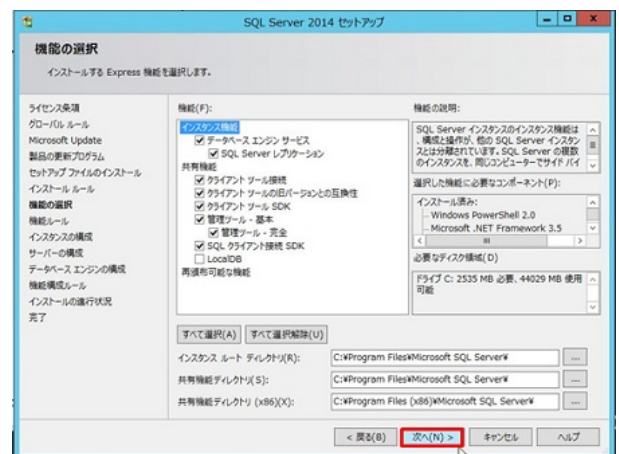 SQL Server 2014 セットアップ
機能の選択
インストールする Express 機能を選択します。
ライセンス条項
グローバル ルール
Microsoft Update
製品の更新プログラム
セットアップ ファイルのインストール
インストール ルール
機能の選択
機能ルール
インスタンスの構成
サーバーの構成
データベース エンジンの構成
機能構成ルール
インストールの進行状況
完了
機能(F):
インスタンス機能
データベース エンジン サービス
SQL Server レプリケーション
共有機能
クライアント ツール接続
クライアント ツールの旧バージョンとの互換性
クライアント ツール SDK
管理ツール - 基本
管理ツール - 完全
SQL クライアント接続 SDK
LocalDB
再頒布可能な機能
機能の説明:
SQL Server インスタンスのインスタンス機能は
、構成と操作が、他の SQL Server インスタン
スとは分離されています。SQL Server の複数
のインスタンスを、同じコンピューターでサイド バイ
選択した機能に必要なコンポーネント(P):
インストール済み:
Windows PowerShell 2.0
Microsoft .NET Framework 3.5
必要なディスク領域(D)
ドライブ C: 2535 MB 必要、44029 MB 使用
可能
すべて選択(A) すべて選択解除(U)
インスタンス ルート ディレクトリ(R): C:¥Program Files¥Microsoft SQL Server¥ ...
共有機能ディレクトリ(S): C:¥Program Files¥Microsoft SQL Server¥ ...
共有機能ディレクトリ (x86)(X): C:¥Program Files (x86)¥Microsoft SQL Server¥ ...
< 戻る(B) 次へ(N) > キャンセル ヘルプ